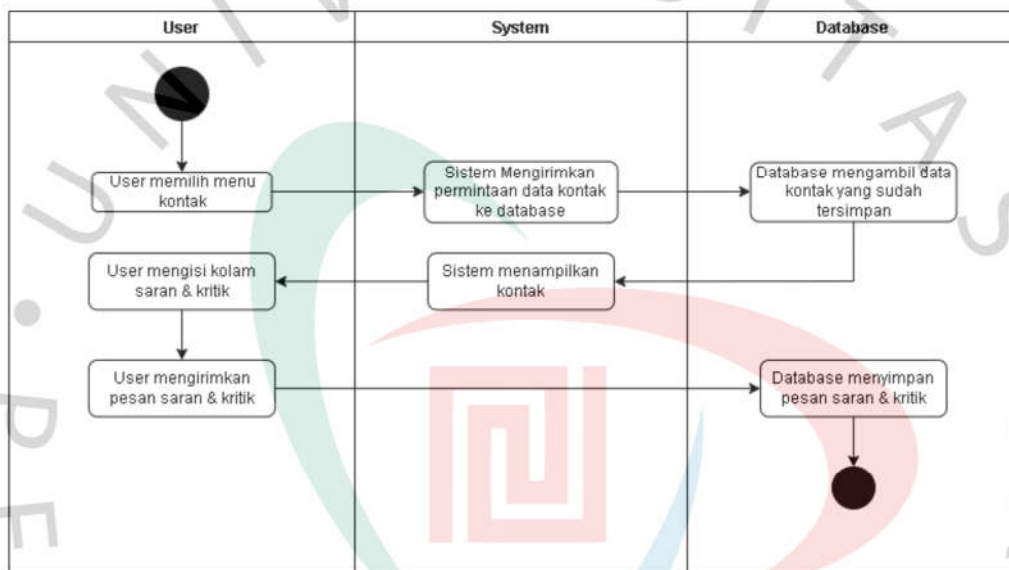 User
System
Database
User memilih menu
kontak
Sistem Mengirimkan
permintaan data kontak
ke database
Database mengambil data
kontak yang sudah
tersimpan
User mengisi kolam
saran & kritik
Sistem menampilkan
kontak
User mengirimkan
pesan saran & kritik
Database menyimpan
pesan saran & kritik